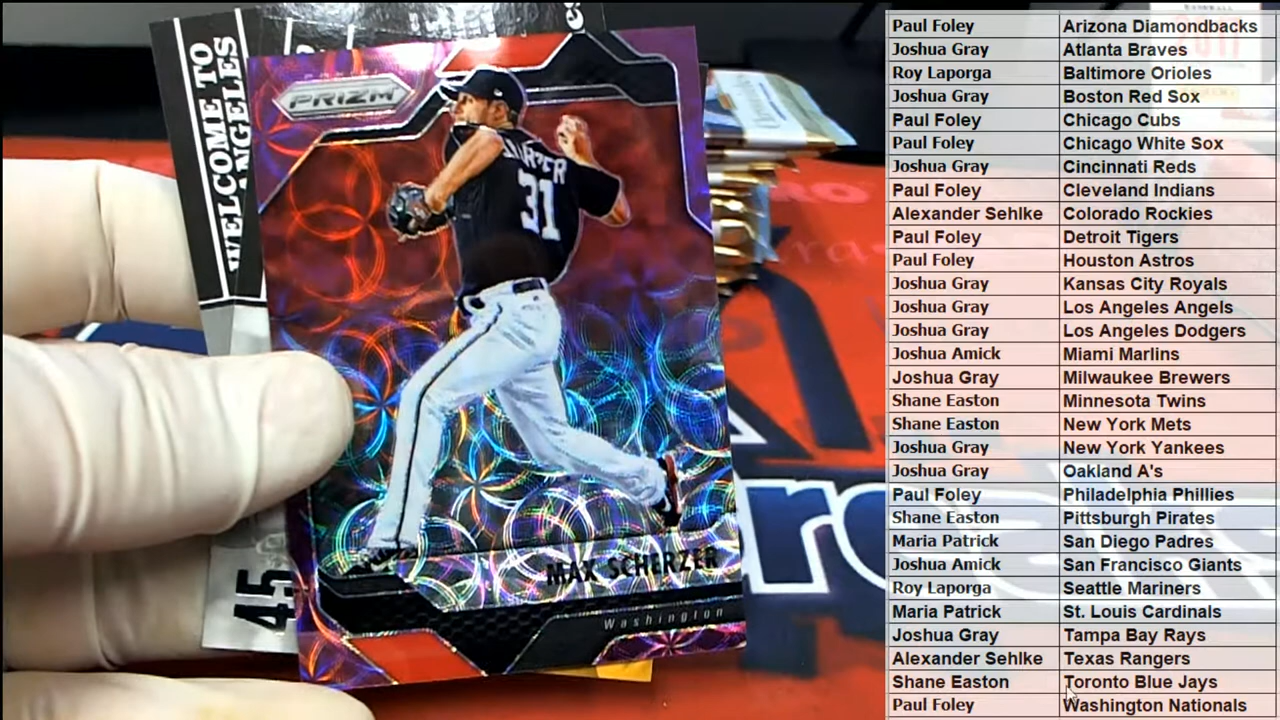 WELCOME TO
ANGELES
PRIZM
31
MAX SCHERZER
Washington
45
Paul Foley Arizona Diamondbacks
Joshua Gray Atlanta Braves
Roy Laporga Baltimore Orioles
Joshua Gray Boston Red Sox
Paul Foley Chicago Cubs
Paul Foley Chicago White Sox
Joshua Gray Cincinnati Reds
Paul Foley Cleveland Indians
Alexander Sehlke Colorado Rockies
Paul Foley Detroit Tigers
Paul Foley Houston Astros
Joshua Gray Kansas City Royals
Joshua Gray Los Angeles Angels
Joshua Gray Los Angeles Dodgers
Joshua Amick Miami Marlins
Joshua Gray Milwaukee Brewers
Shane Easton Minnesota Twins
Shane Easton New York Mets
Joshua Gray New York Yankees
Joshua Gray Oakland A's
Paul Foley Philadelphia Phillies
Shane Easton Pittsburgh Pirates
Maria Patrick San Diego Padres
Joshua Amick San Francisco Giants
Roy Laporga Seattle Mariners
Maria Patrick St. Louis Cardinals
Joshua Gray Tampa Bay Rays
Alexander Sehlke Texas Rangers
Shane Easton Toronto Blue Jays
Paul Foley Washington Nationals